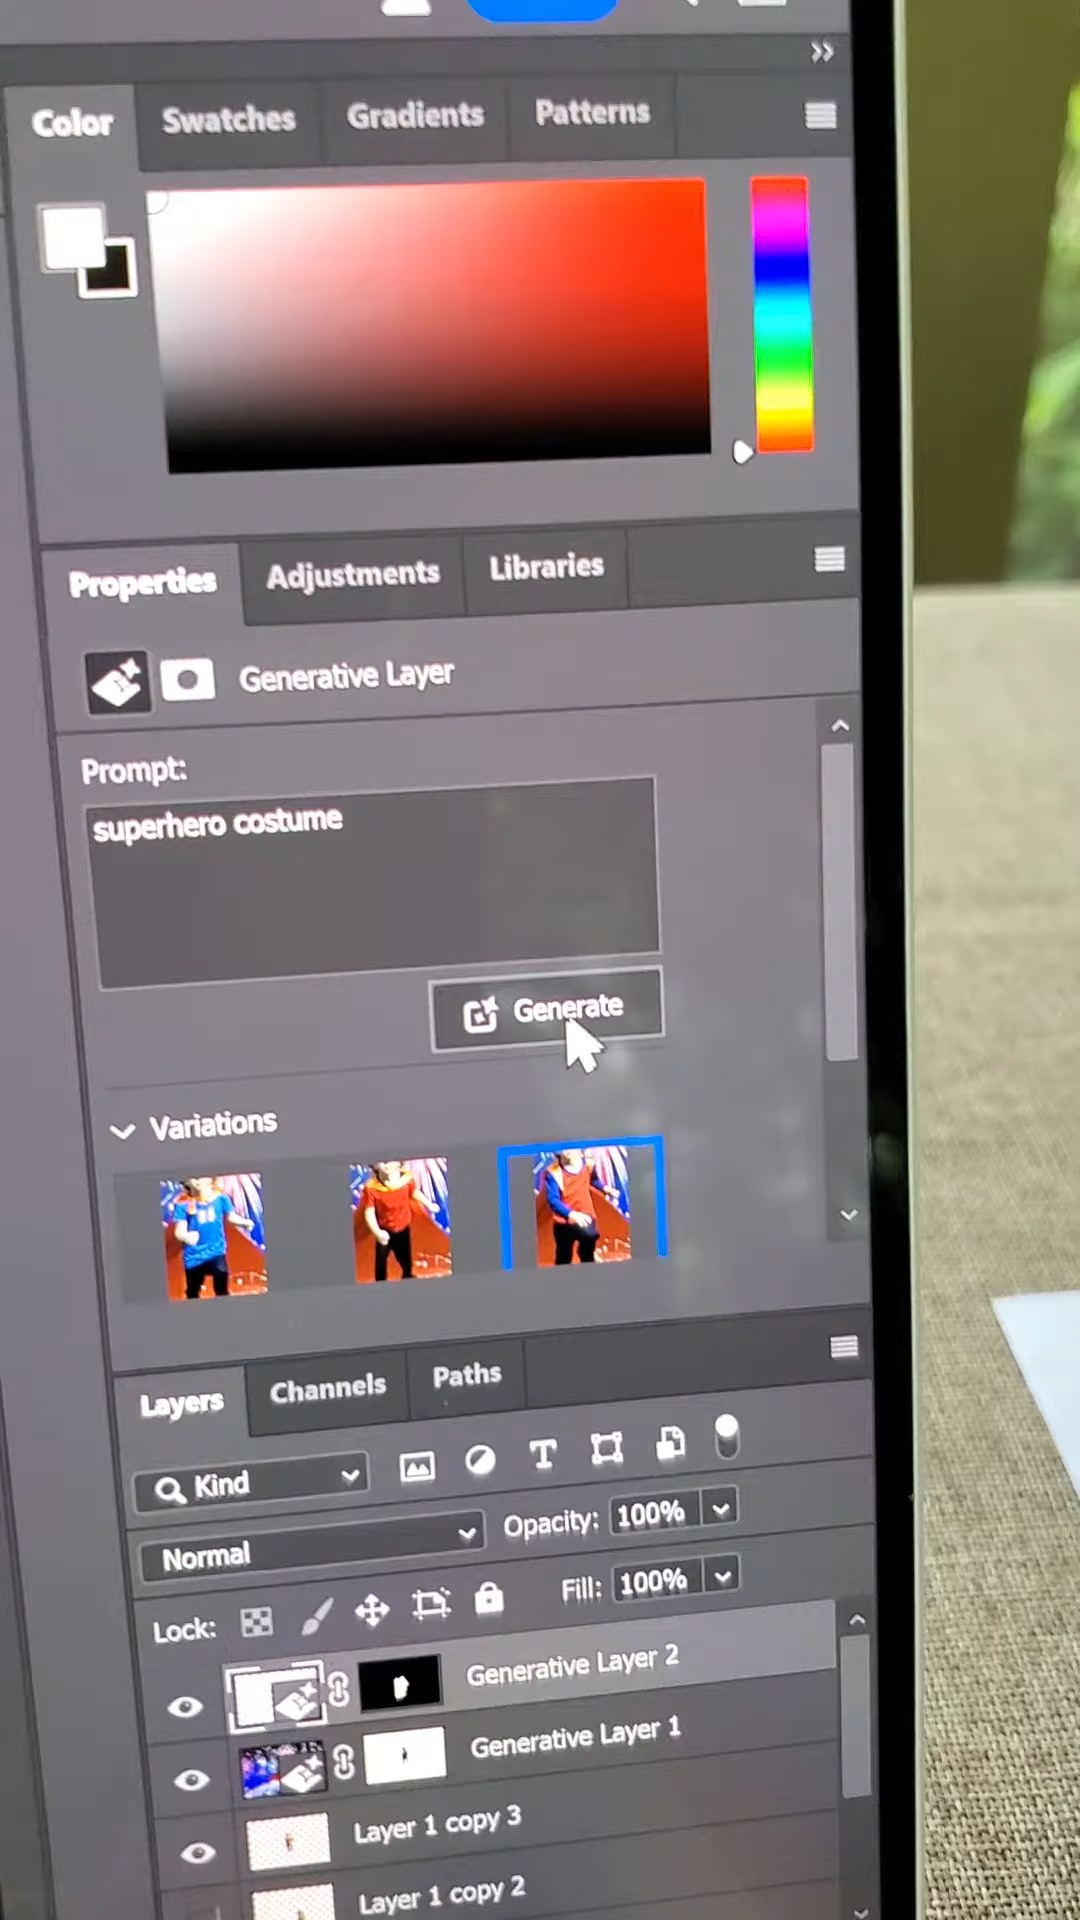 Color Swatches Gradients Patterns
Properties Adjustments Libraries
Generative Layer
Prompt:
superhero costume
Generate
Variations
Layers Channels Paths
Kind
Normal Opacity: 100%
Lock: Fill: 100%
Generative Layer 2
Generative Layer 1
Layer 1 copy 3
Layer 1 copy 2